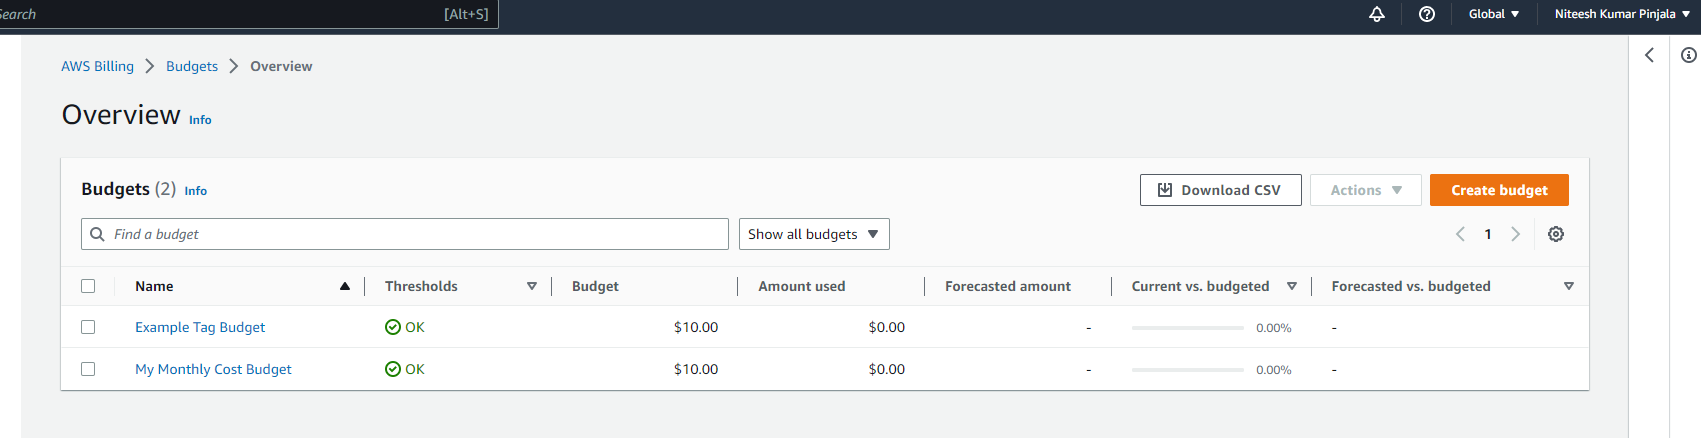 Search [Alt+S] Global Niteesh Kumar Pinjala
AWS Billing Budgets Overview
Overview Info
Budgets (2) Info Download CSV Actions Create budget
Find a budget Show all budgets 1
Name Thresholds Budget Amount used Forecasted amount Current vs. budgeted Forecasted vs. budgeted
Example Tag Budget OK $10.00 $0.00 - 0.00% -
My Monthly Cost Budget OK $10.00 $0.00 - 0.00% -